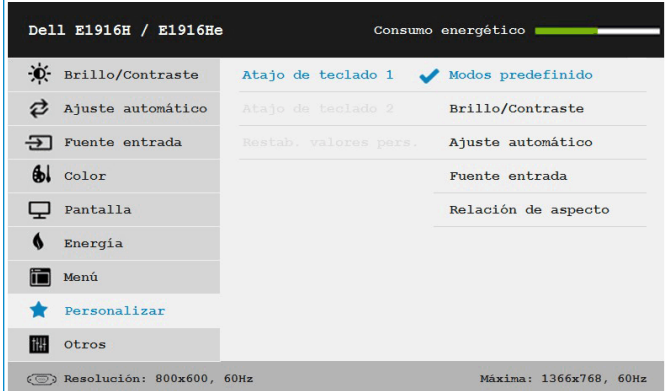 Dell E1916H / E1916He Consumo energético
Brillo/Contraste Atajo de teclado 1 Modos predefinido
Ajuste automático Atajo de teclado 2 Brillo/Contraste
Fuente entrada Restab. valores pers. Ajuste automático
Color Fuente entrada
Pantalla Relación de aspecto
Energía
Menú
Personalizar
Otros
Resolución: 800x600, 60Hz Máxima: 1366x768, 60Hz